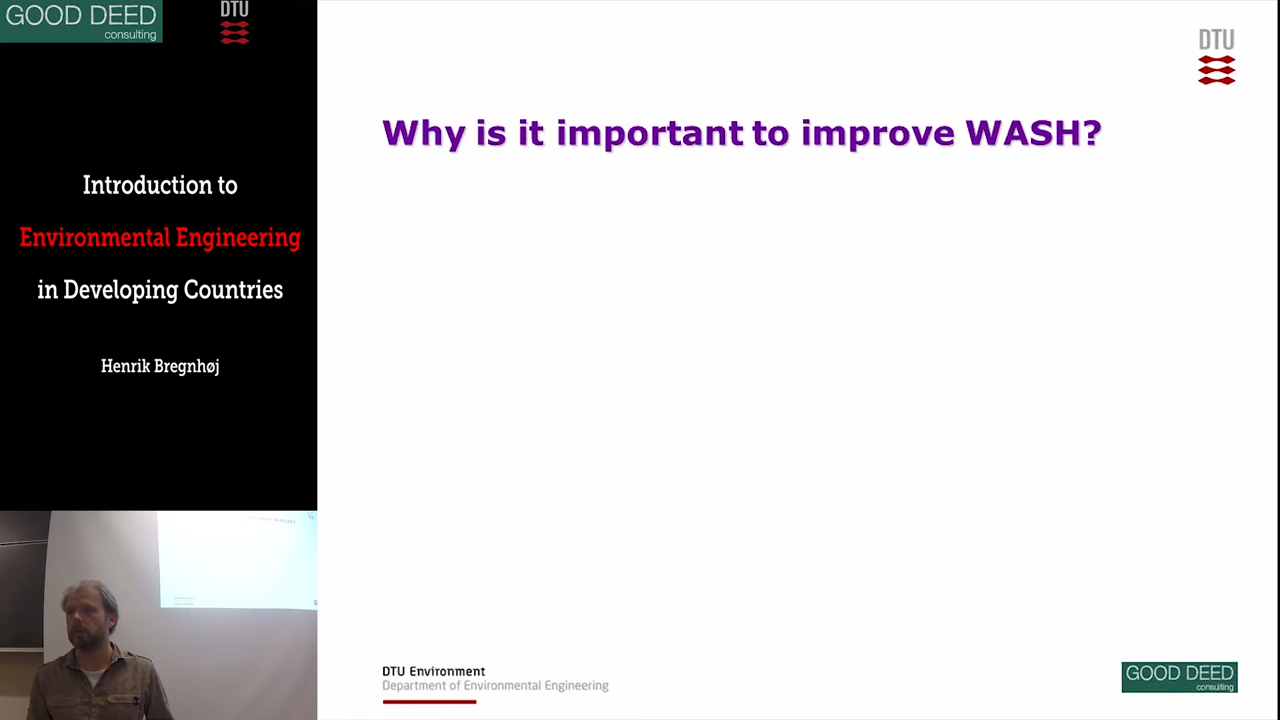 GOOD DEED
consulting
DTU
Introduction to
Environmental Engineering
in Developing Countries
Henrik Bregnhøj
DTU
Why is it important to improve WASH?
DTU Environment
Department of Environmental Engineering
GOOD DEED
consulting